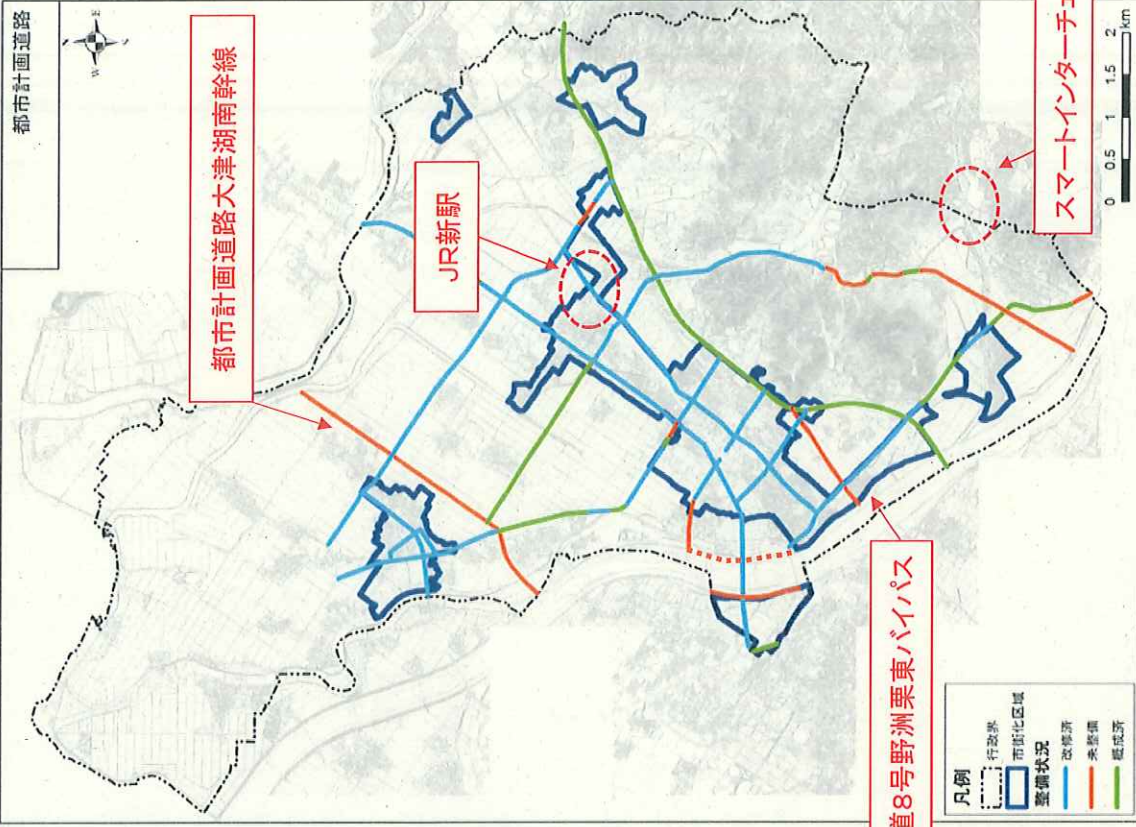 都市計画道路
N
E
W
S
都市計画道路大津湖南幹線
JR新駅
スマートインターチェ
0 0.5 1 1.5 2 km
道8号野洲栗東バイパス
凡例
行政界
市街化区域
整備状況
改修済
未整備
概成済